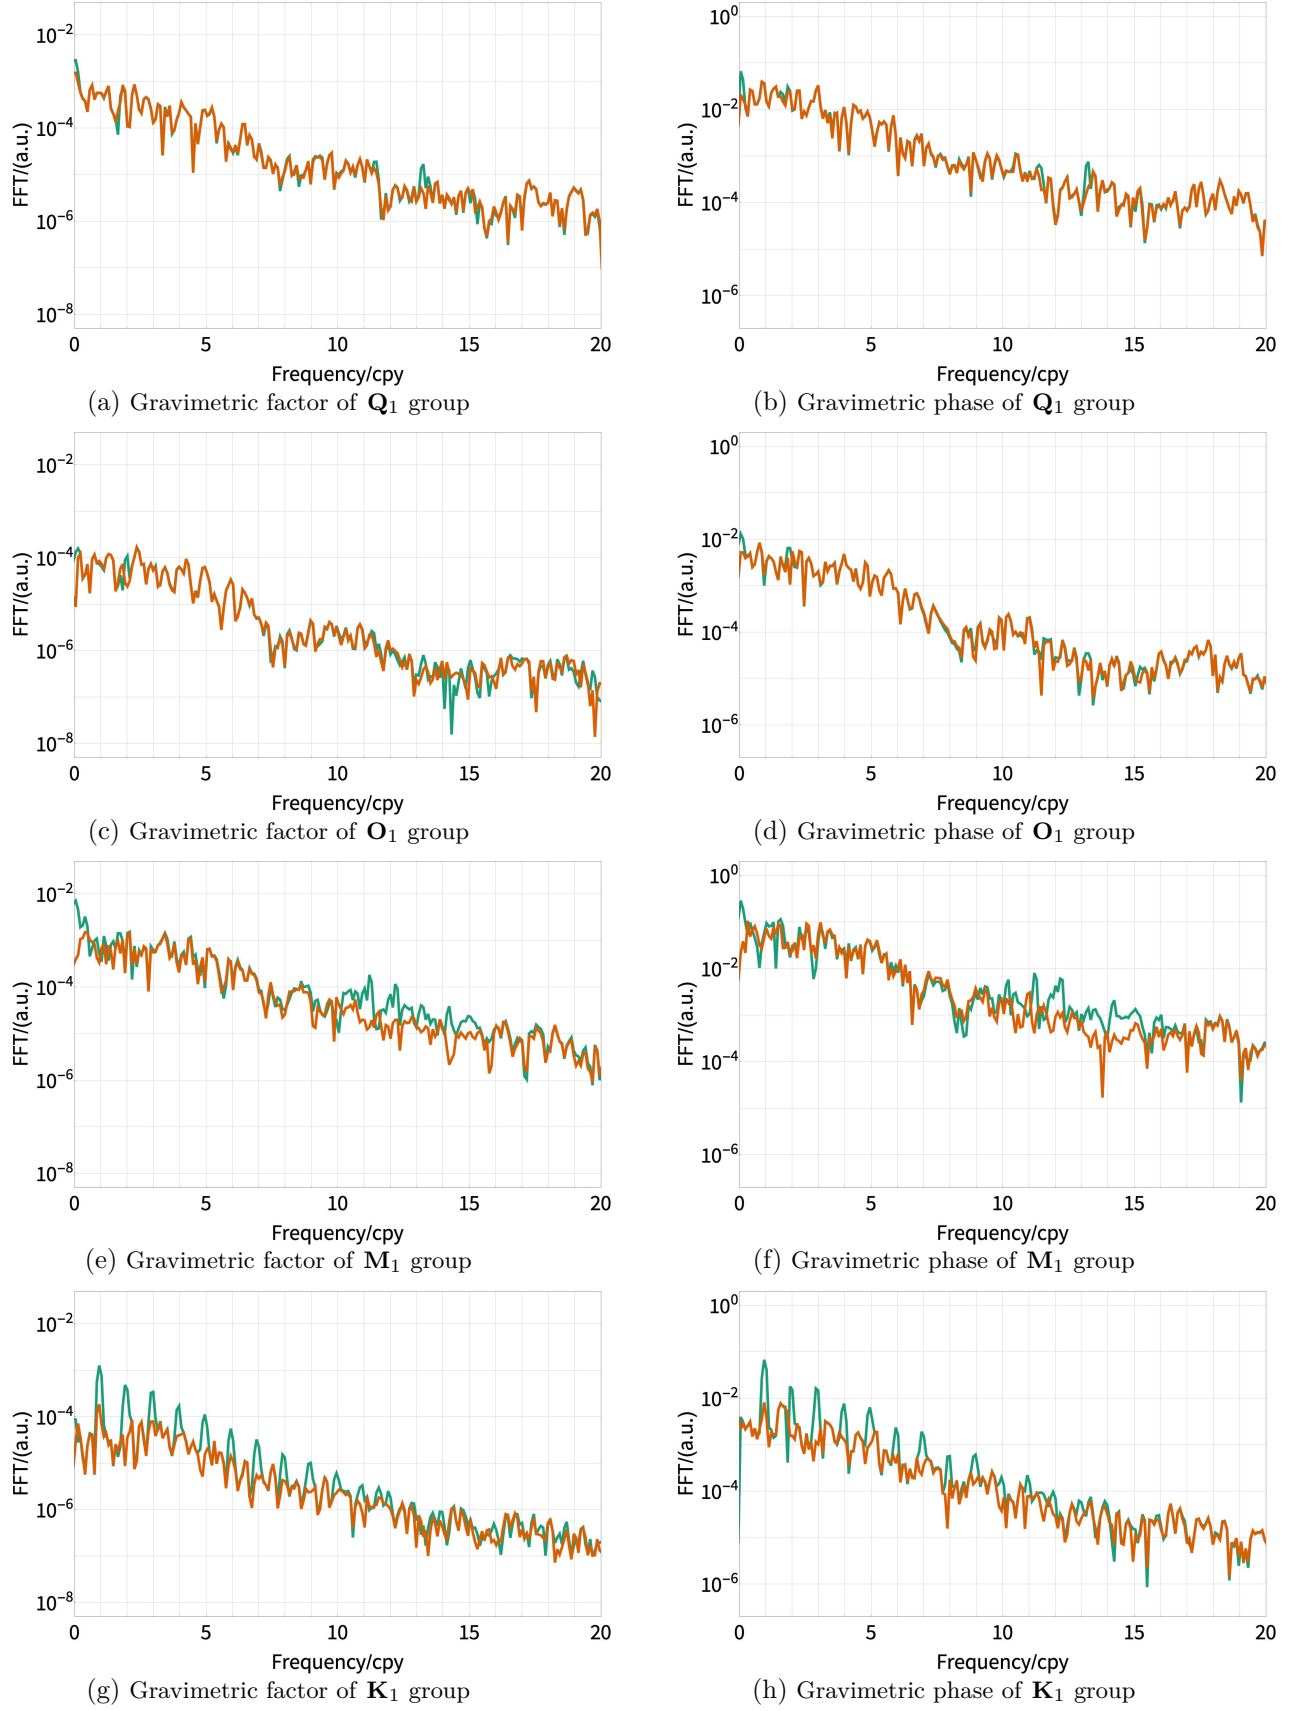 10⁻²
10⁻⁴
10⁻⁶
10⁻⁸
FFT/(a.u.)
0 5 10 15 20
Frequency/cpy
(a) Gravimetric factor of Q₁ group
10⁰
10⁻²
10⁻⁴
10⁻⁶
FFT/(a.u.)
0 5 10 15 20
Frequency/cpy
(b) Gravimetric phase of Q₁ group
10⁻²
10⁻⁴
10⁻⁶
10⁻⁸
FFT/(a.u.)
0 5 10 15 20
Frequency/cpy
(c) Gravimetric factor of O₁ group
10⁰
10⁻²
10⁻⁴
10⁻⁶
FFT/(a.u.)
0 5 10 15 20
Frequency/cpy
(d) Gravimetric phase of O₁ group
10⁻²
10⁻⁴
10⁻⁶
10⁻⁸
FFT/(a.u.)
0 5 10 15 20
Frequency/cpy
(e) Gravimetric factor of M₁ group
10⁰
10⁻²
10⁻⁴
10⁻⁶
FFT/(a.u.)
0 5 10 15 20
Frequency/cpy
(f) Gravimetric phase of M₁ group
10⁻²
10⁻⁴
10⁻⁶
10⁻⁸
FFT/(a.u.)
0 5 10 15 20
Frequency/cpy
(g) Gravimetric factor of K₁ group
10⁰
10⁻²
10⁻⁴
10⁻⁶
FFT/(a.u.)
0 5 10 15 20
Frequency/cpy
(h) Gravimetric phase of K₁ group